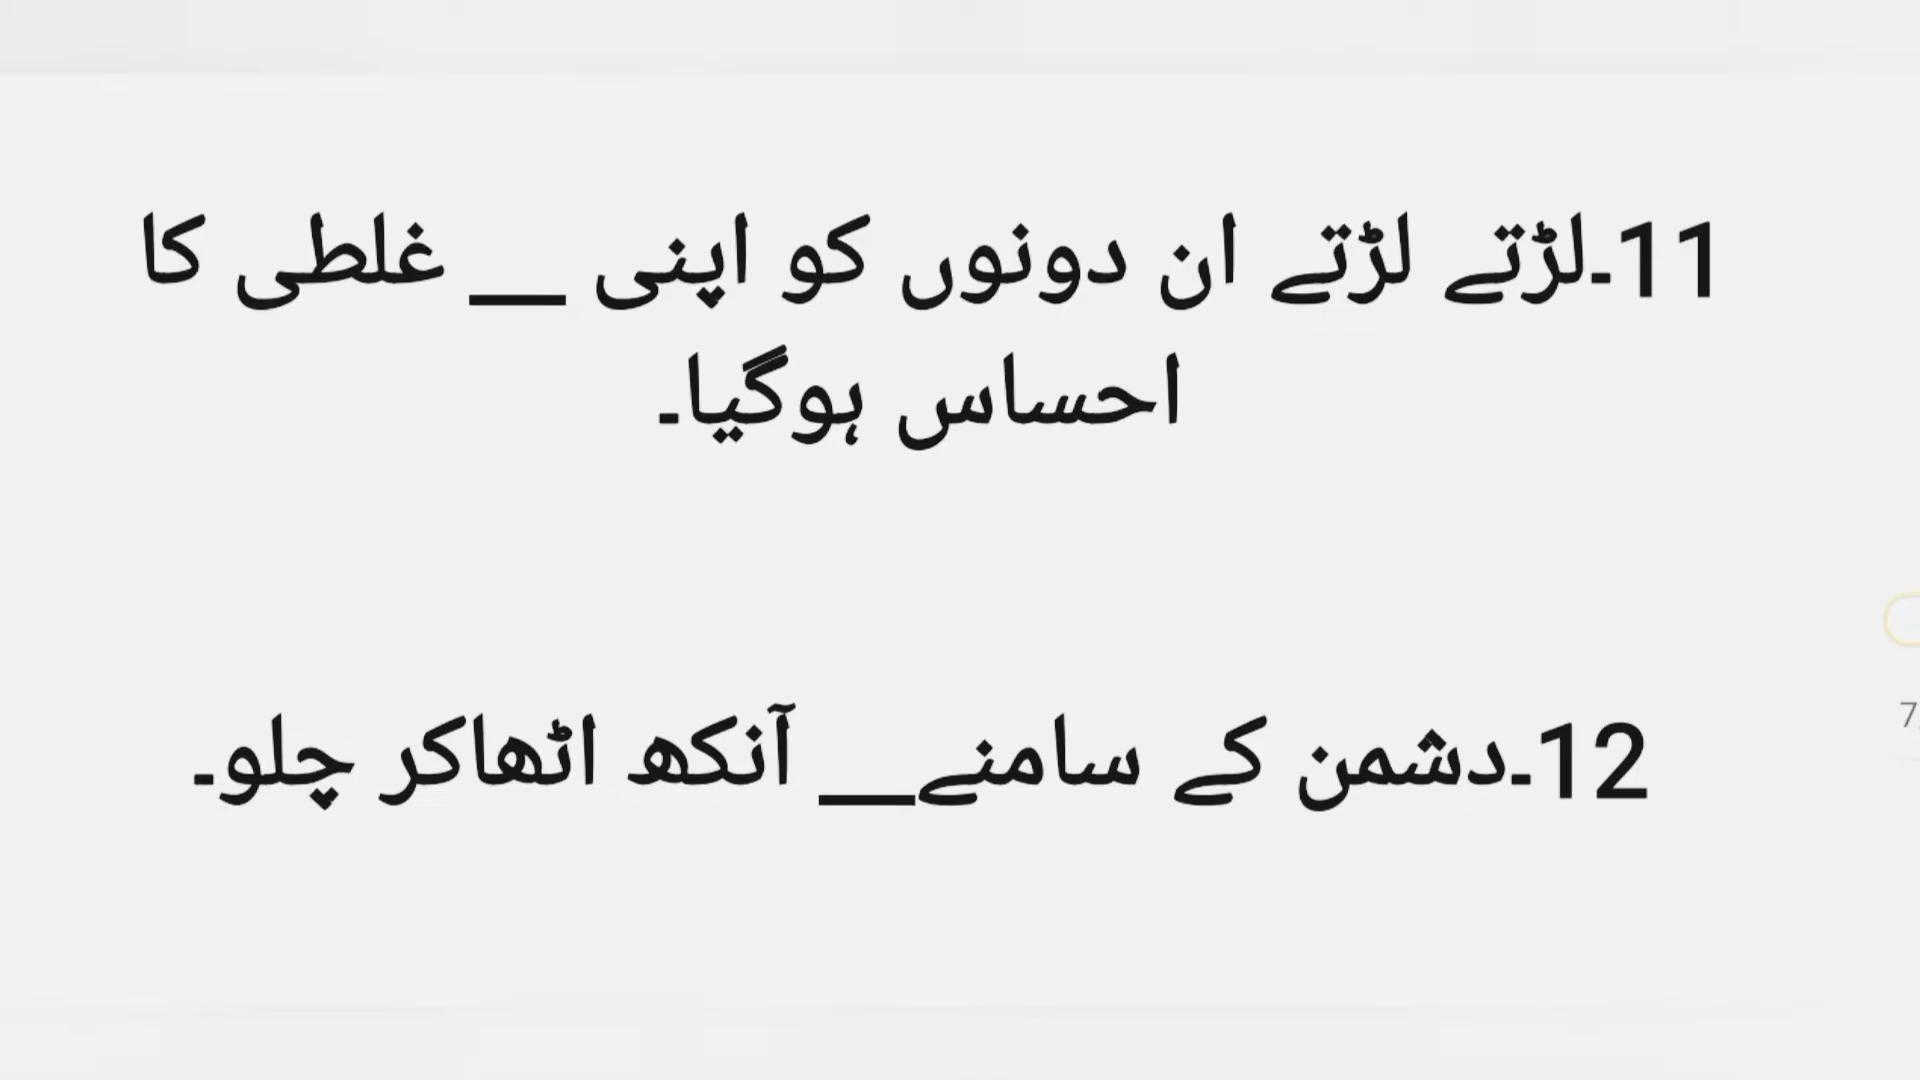 11۔لڑتے لڑتے ان دونوں کو اپنی __ غلطی کا
احساس ہوگیا۔
12۔دشمن کے سامنے__ آنکھ اٹھاکر چلو۔
7